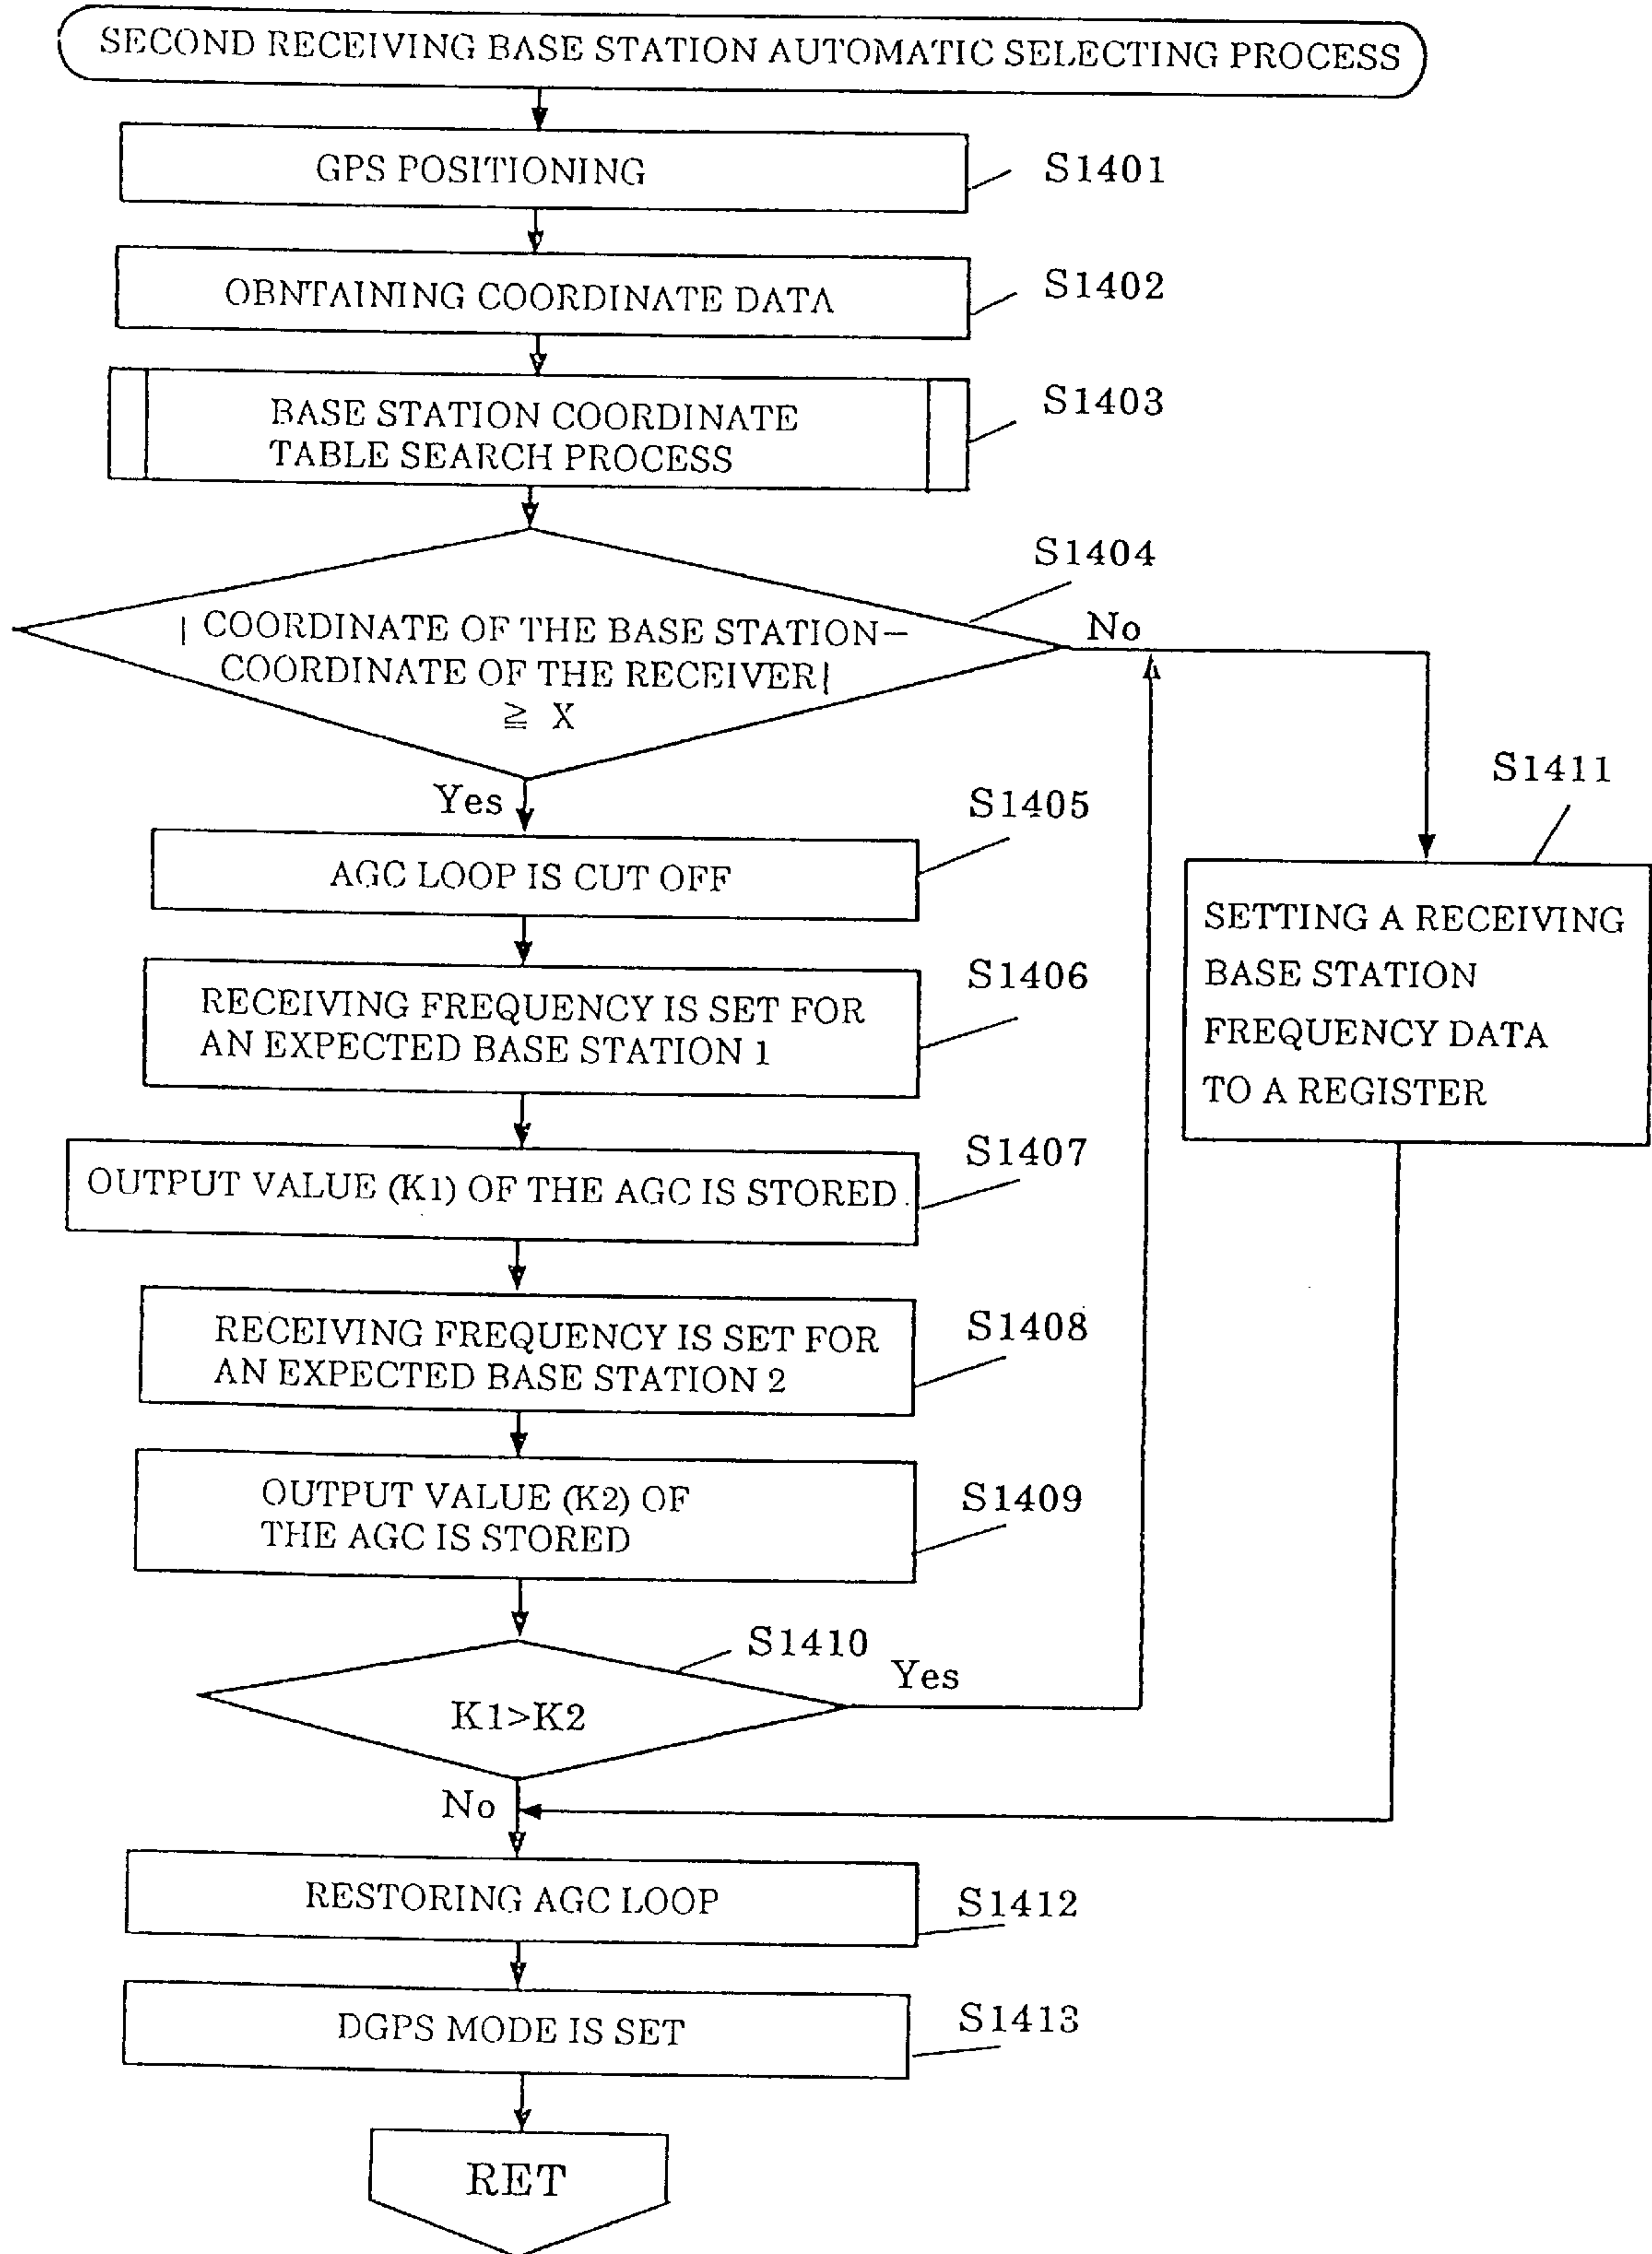 SECOND RECEIVING BASE STATION AUTOMATIC SELECTING PROCESS
GPS POSITIONING
S1401
OBNTAINING COORDINATE DATA
S1402
BASE STATION COORDINATE
TABLE SEARCH PROCESS
S1403
S1404
| COORDINATE OF THE BASE STATION−
COORDINATE OF THE RECEIVER|
≧ X
No
Yes
S1405
AGC LOOP IS CUT OFF
S1406
RECEIVING FREQUENCY IS SET FOR
AN EXPECTED BASE STATION 1
S1407
OUTPUT VALUE (K1) OF THE AGC IS STORED.
S1408
RECEIVING FREQUENCY IS SET FOR
AN EXPECTED BASE STATION 2
S1409
OUTPUT VALUE (K2) OF
THE AGC IS STORED
S1410
K1>K2
Yes
No
S1411
SETTING A RECEIVING
BASE STATION
FREQUENCY DATA
TO A REGISTER
RESTORING AGC LOOP
S1412
DGPS MODE IS SET
S1413
RET